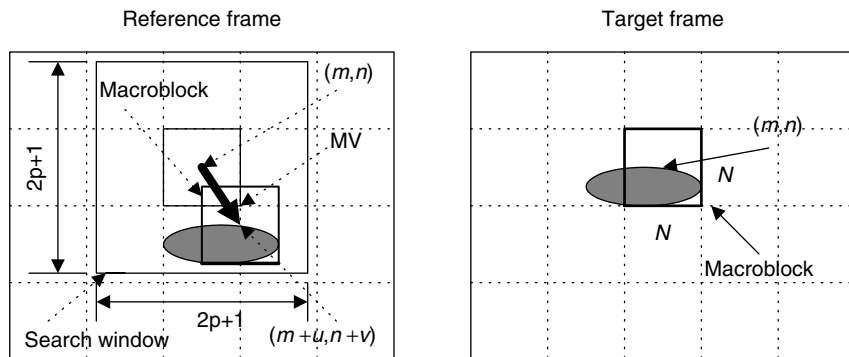 Reference frame
Target frame
(m,n)
Macroblock
MV
2p+1
2p+1
Search window
(m+u,n+v)
(m,n)
N
N
Macroblock